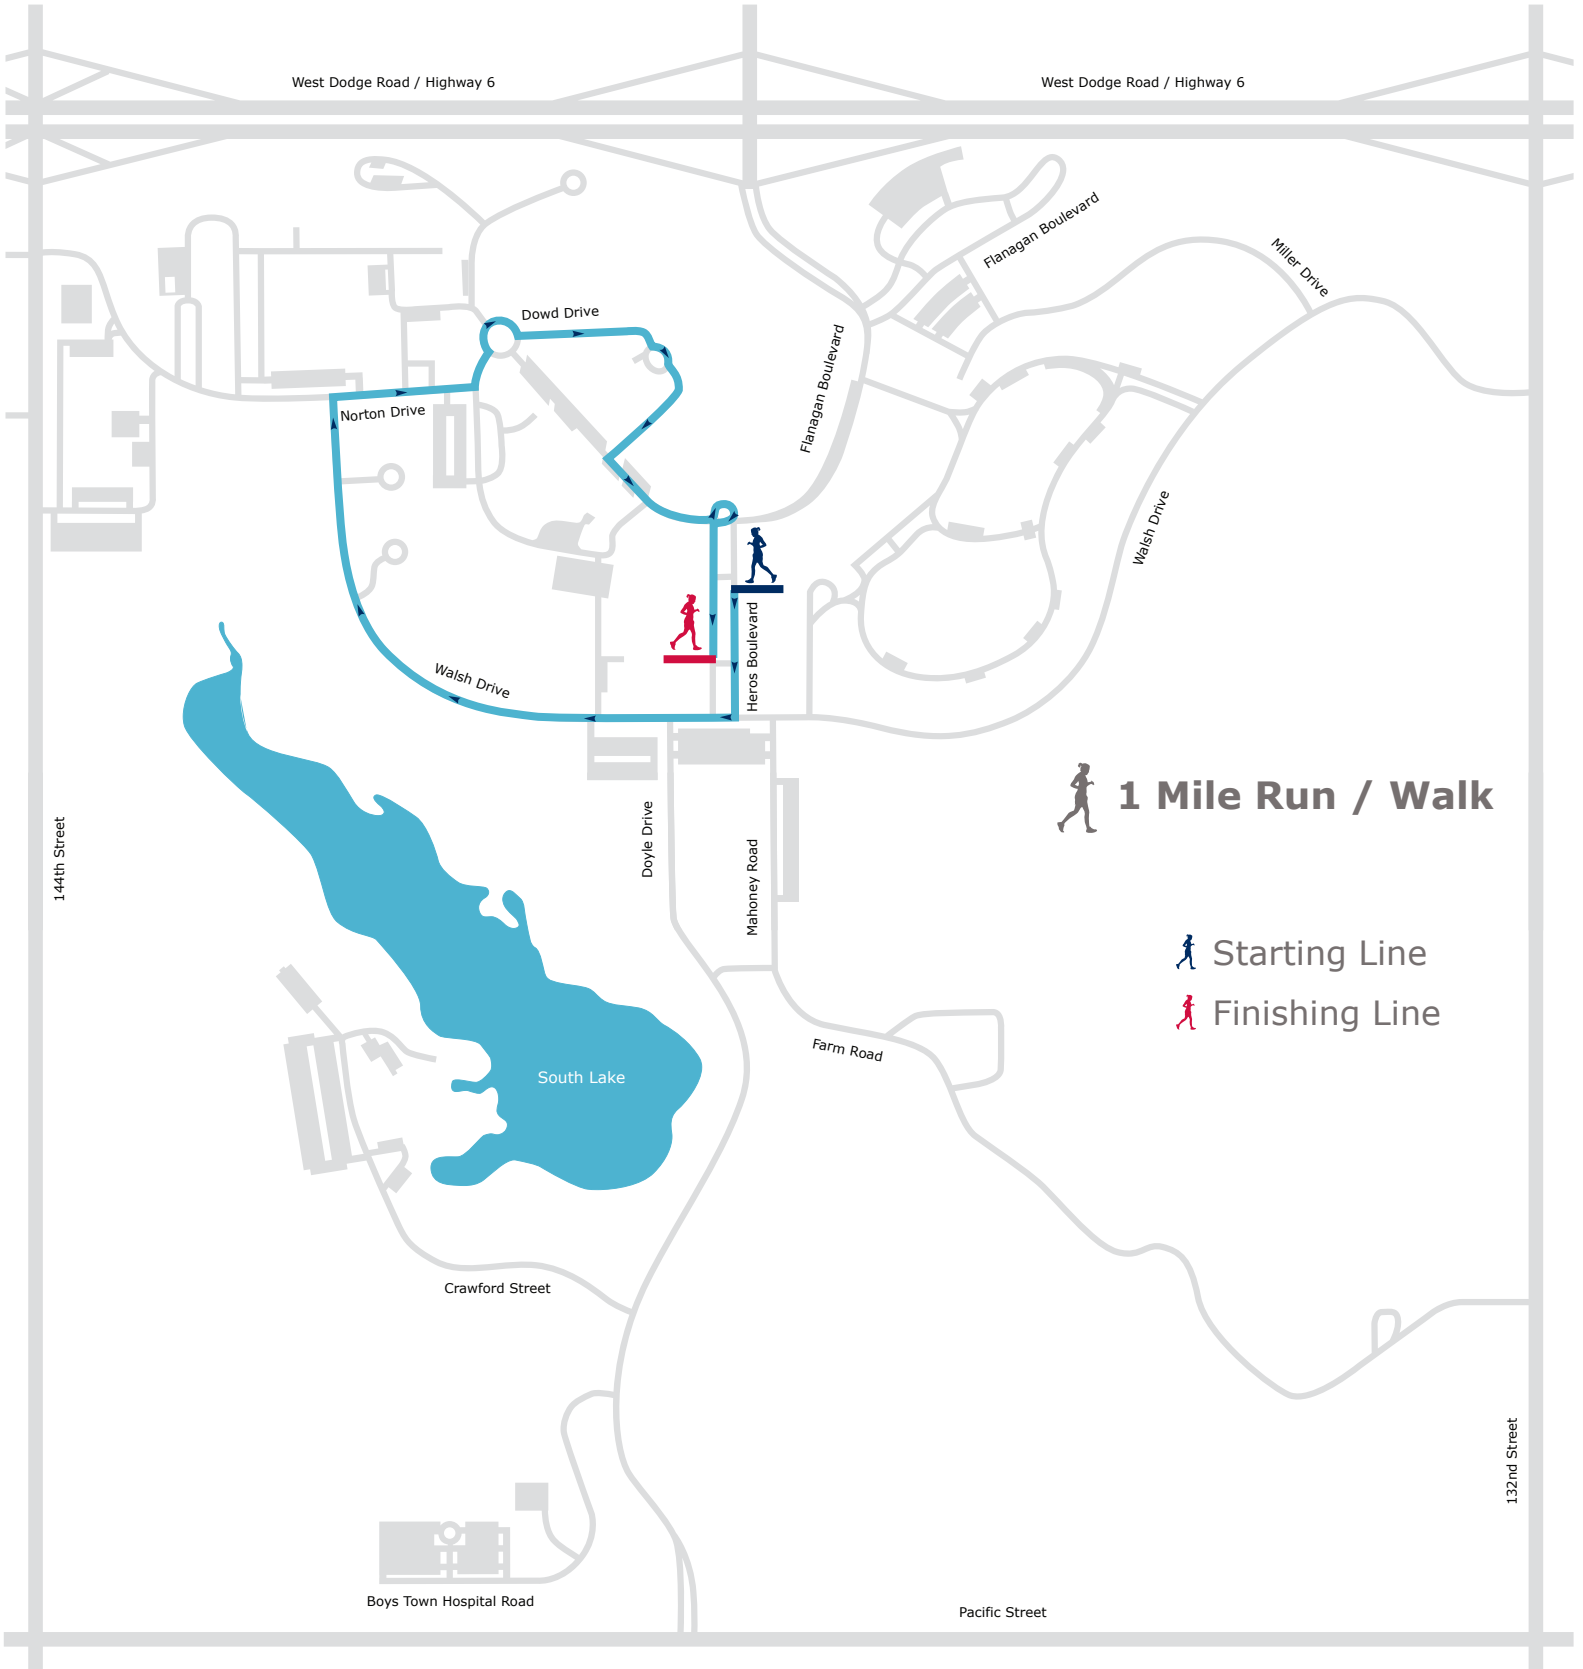 West Dodge Road / Highway 6
West Dodge Road / Highway 6
Flanagan Boulevard
Miller Drive
Dowd Drive
Flanagan Boulevard
Norton Drive
Walsh Drive
Heros Boulevard
Walsh Drive
1 Mile Run / Walk
144th Street
Doyle Drive
Mahoney Road
Starting Line
Finishing Line
Farm Road
South Lake
Crawford Street
132nd Street
Boys Town Hospital Road
Pacific Street